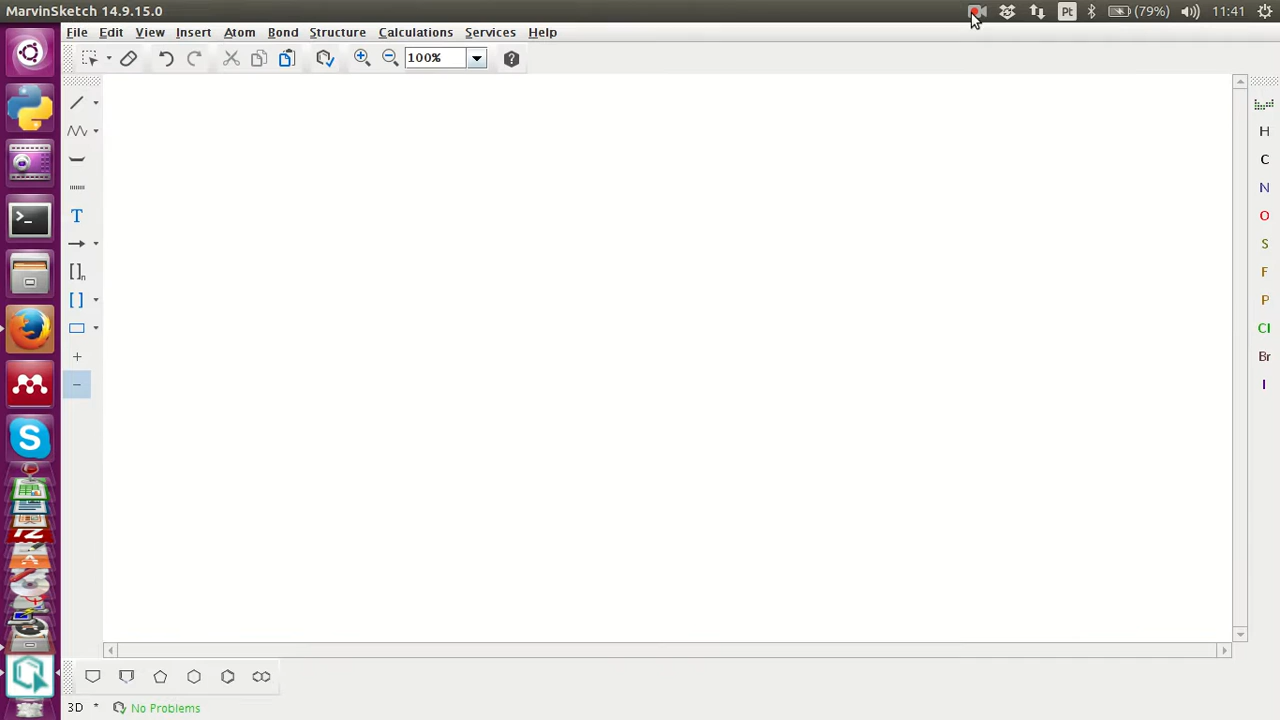 MarvinSketch 14.9.15.0
Pt
(79%)
11:41
File Edit View Insert Atom Bond Structure Calculations Services Help
100%
H
C
N
O
S
F
P
Cl
Br
I
T
[ ]n
[ ]
+
−
3D *
No Problems